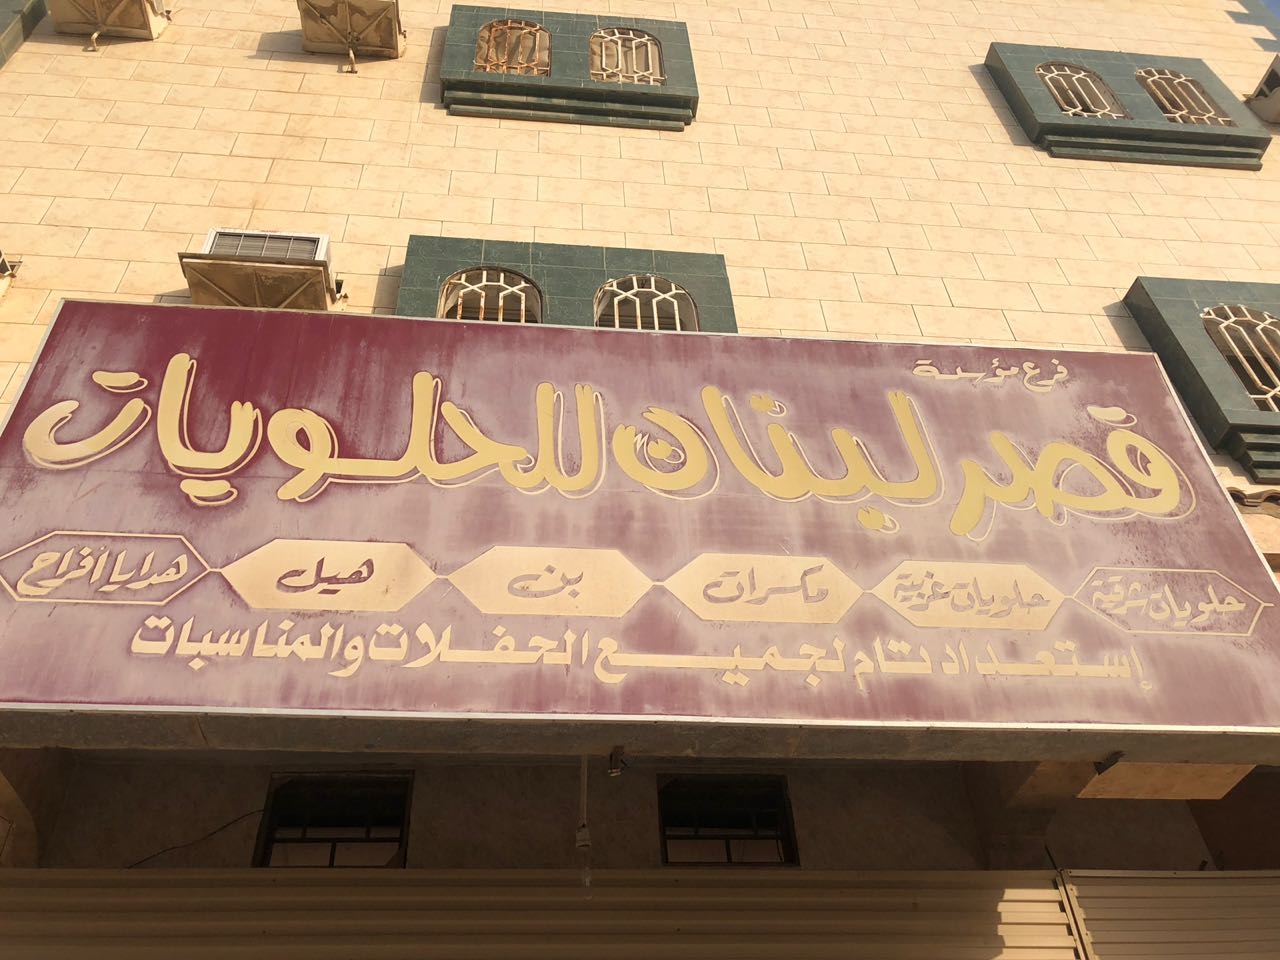 فرع مؤسسة
قصر لبنان للحلويات
حلويات شرقية حلويات غربية مكسرات بن هيل هدايا أفراح
إستعداد تام لجميع الحفلات والمناسبات